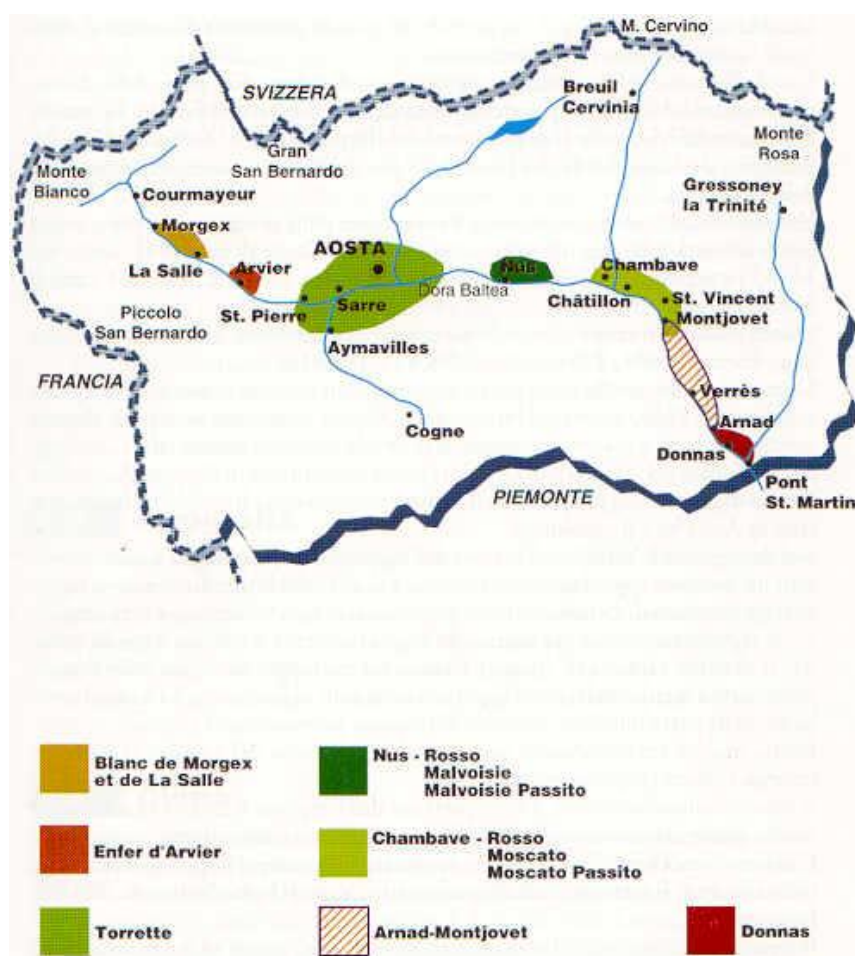 M. Cervino
SVIZZERA
Breuil
Cervinia
Monte
Rosa
Gran
San Bernardo
Monte
Bianco
Courmayeur
Gressoney
la Trinité
Morgex
AOSTA
La Salle
Arvier
Nus
Chambave
Dora Baltea
Châtillon
St. Vincent
Montjovet
St. Pierre
Sarre
Piccolo
San Bernardo
Aymavilles
FRANCIA
Verrès
Cogne
Arnad
Donnas
Pont
St. Martin
PIEMONTE
Blanc de Morgex
et de La Salle
Nus - Rosso
Malvoisie
Malvoisie Passito
Enfer d'Arvier
Chambave - Rosso
Moscato
Moscato Passito
Torrette
Arnad-Montjovet
Donnas